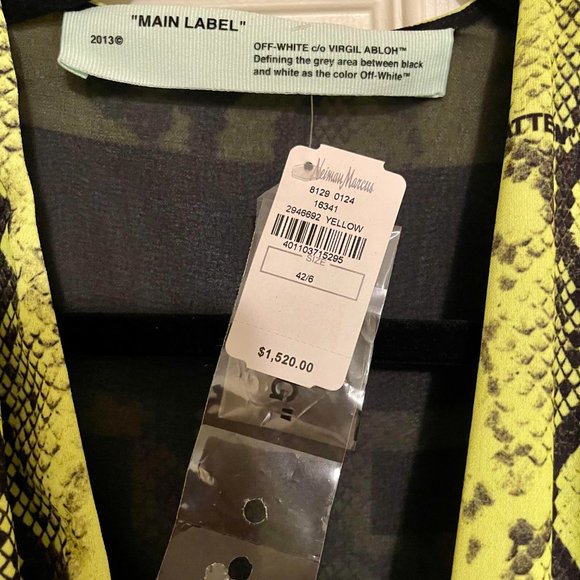 "MAIN LABEL"
2013©
OFF-WHITE c/o VIRGIL ABLOH™
Defining the grey area between black
and white as the color Off-White™
Neiman Marcus
8129 0124
16341
2946692 YELLOW
401103715295
SIZE
42/6
$1,520.00
G"